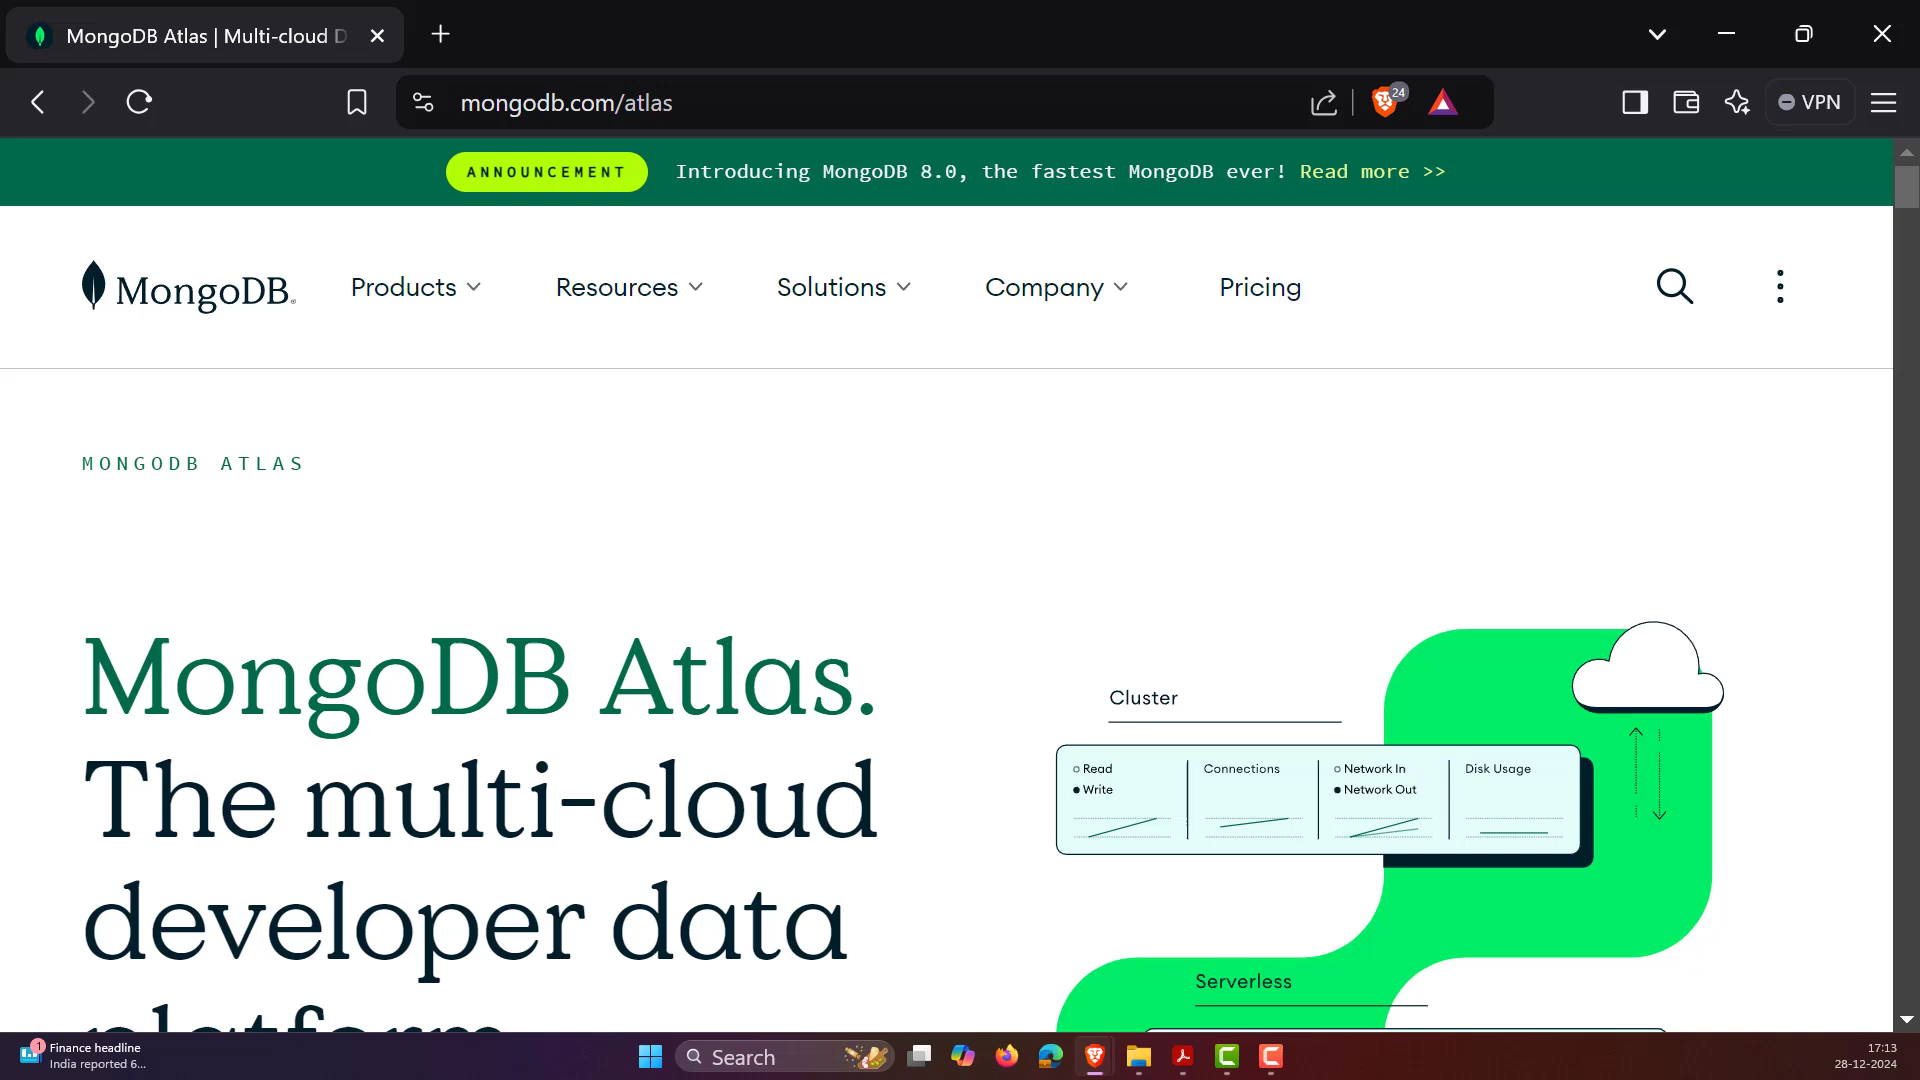 MongoDB Atlas | Multi-cloud D
mongodb.com/atlas
24
VPN
ANNOUNCEMENT Introducing MongoDB 8.0, the fastest MongoDB ever! Read more >>
MongoDB.
Products
Resources
Solutions
Company
Pricing
MONGODB ATLAS
MongoDB Atlas.
The multi-cloud
developer data
platform
Cluster
Read
Write
Connections
Network In
Network Out
Disk Usage
Serverless
1
Finance headline
India reported 6...
Search
17:13
28-12-2024